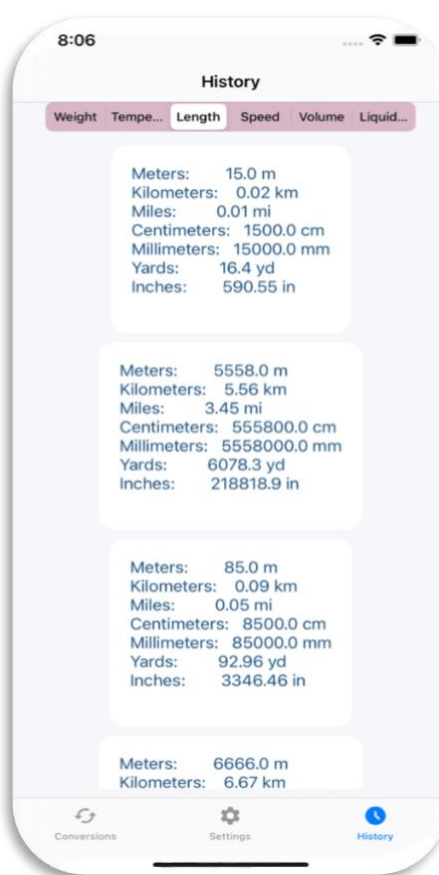 8:06
History
Weight Tempe... Length Speed Volume Liquid...
Meters: 15.0 m
Kilometers: 0.02 km
Miles: 0.01 mi
Centimeters: 1500.0 cm
Millimeters: 15000.0 mm
Yards: 16.4 yd
Inches: 590.55 in
Meters: 5558.0 m
Kilometers: 5.56 km
Miles: 3.45 mi
Centimeters: 555800.0 cm
Millimeters: 5558000.0 mm
Yards: 6078.3 yd
Inches: 218818.9 in
Meters: 85.0 m
Kilometers: 0.09 km
Miles: 0.05 mi
Centimeters: 8500.0 cm
Millimeters: 85000.0 mm
Yards: 92.96 yd
Inches: 3346.46 in
Meters: 6666.0 m
Kilometers: 6.67 km
Conversions Settings History